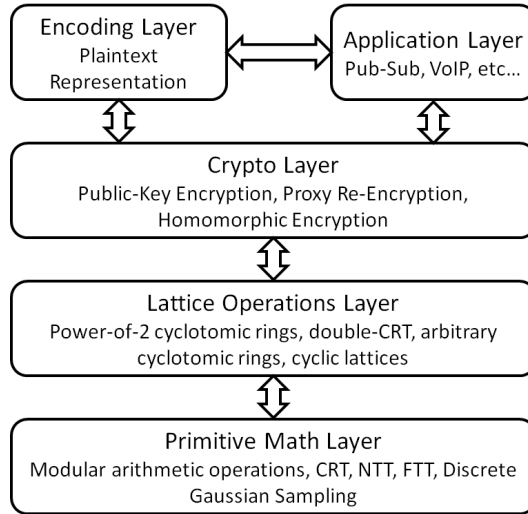 Encoding Layer
Plaintext
Representation
Application Layer
Pub-Sub, VoIP, etc...
Crypto Layer
Public-Key Encryption, Proxy Re-Encryption,
Homomorphic Encryption
Lattice Operations Layer
Power-of-2 cyclotomic rings, double-CRT, arbitrary
cyclotomic rings, cyclic lattices
Primitive Math Layer
Modular arithmetic operations, CRT, NTT, FTT, Discrete
Gaussian Sampling